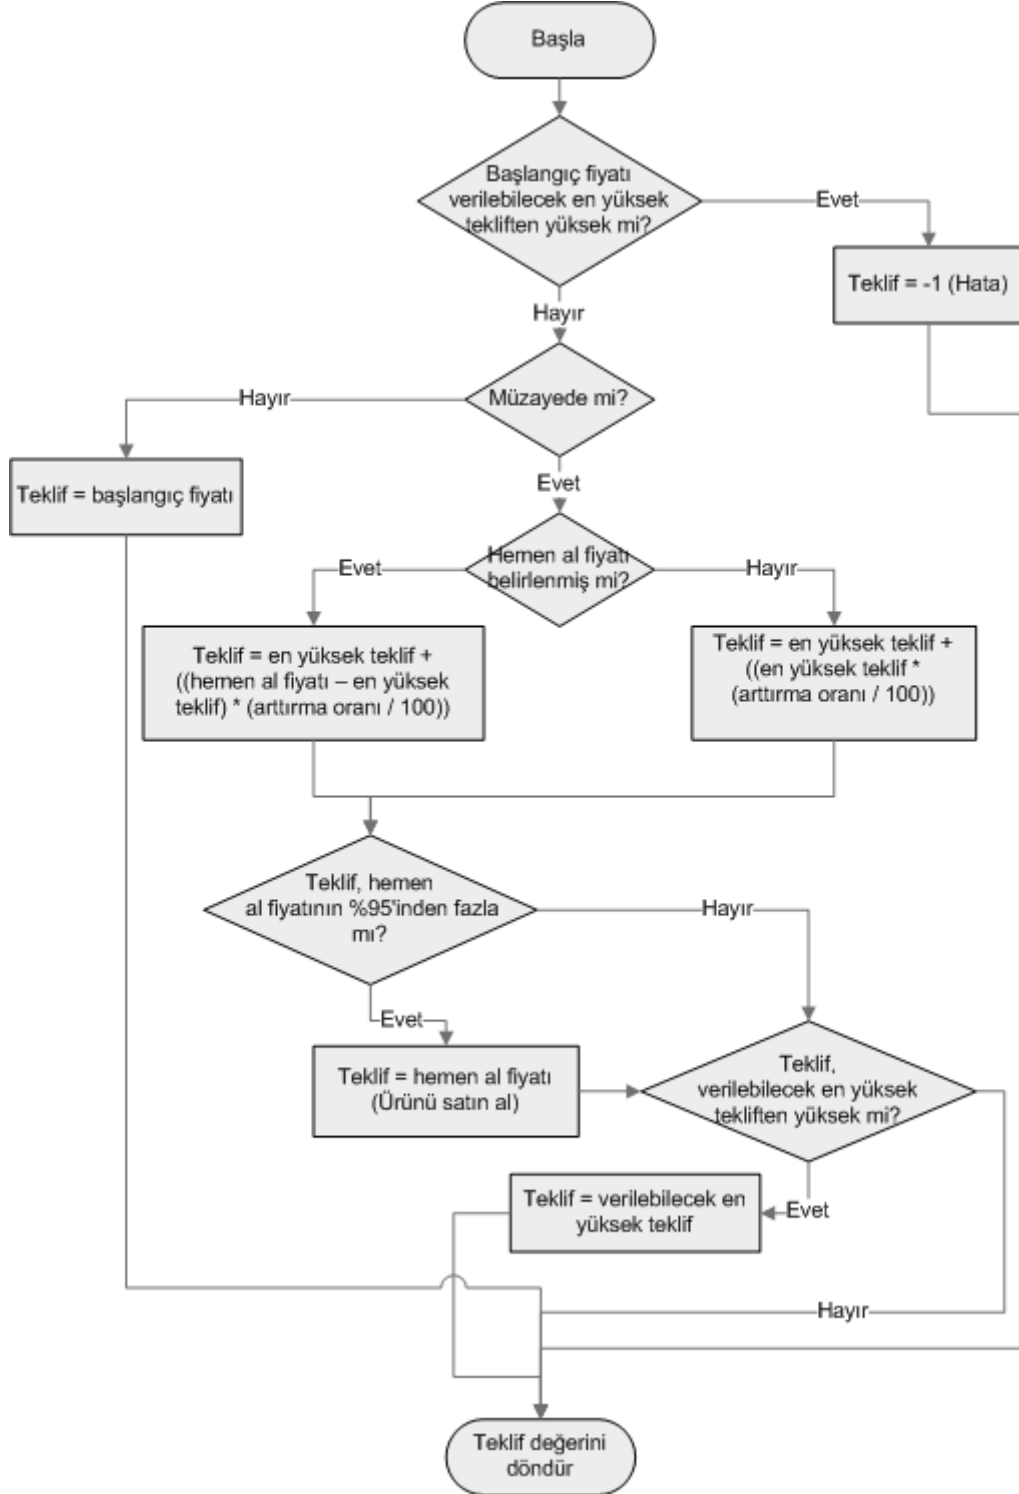 Başla
Başlangıç fiyatı
verilebilecek en yüksek
tekliften yüksek mi?
Evet
Teklif = -1 (Hata)
Hayır
Müzayede mi?
Hayır
Teklif = başlangıç fiyatı
Evet
Hemen al fiyatı
belirlenmiş mi?
Evet
Hayır
Teklif = en yüksek teklif +
((hemen al fiyatı – en yüksek
teklif) * (arttırma oranı / 100))
Teklif = en yüksek teklif +
((en yüksek teklif *
(arttırma oranı / 100))
Teklif, hemen
al fiyatının %95'inden fazla
mı?
Hayır
Evet
Teklif = hemen al fiyatı
(Ürünü satın al)
Teklif,
verilebilecek en yüksek
tekliften yüksek mi?
Evet
Teklif = verilebilecek en
yüksek teklif
Hayır
Teklif değerini
döndür